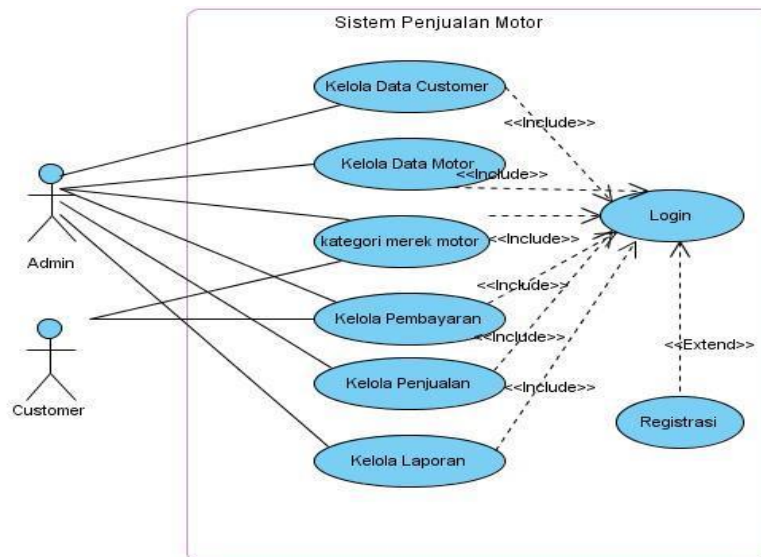 Sistem Penjualan Motor
Kelola Data Customer
<<Include>>
Kelola Data Motor
<<Include>>
Login
Admin
kategori merek motor
<<Include>>
<<Include>>
Kelola Pembayaran
<<Include>>
<<Extend>>
Kelola Penjualan
<<Include>>
Customer
Registrasi
Kelola Laporan